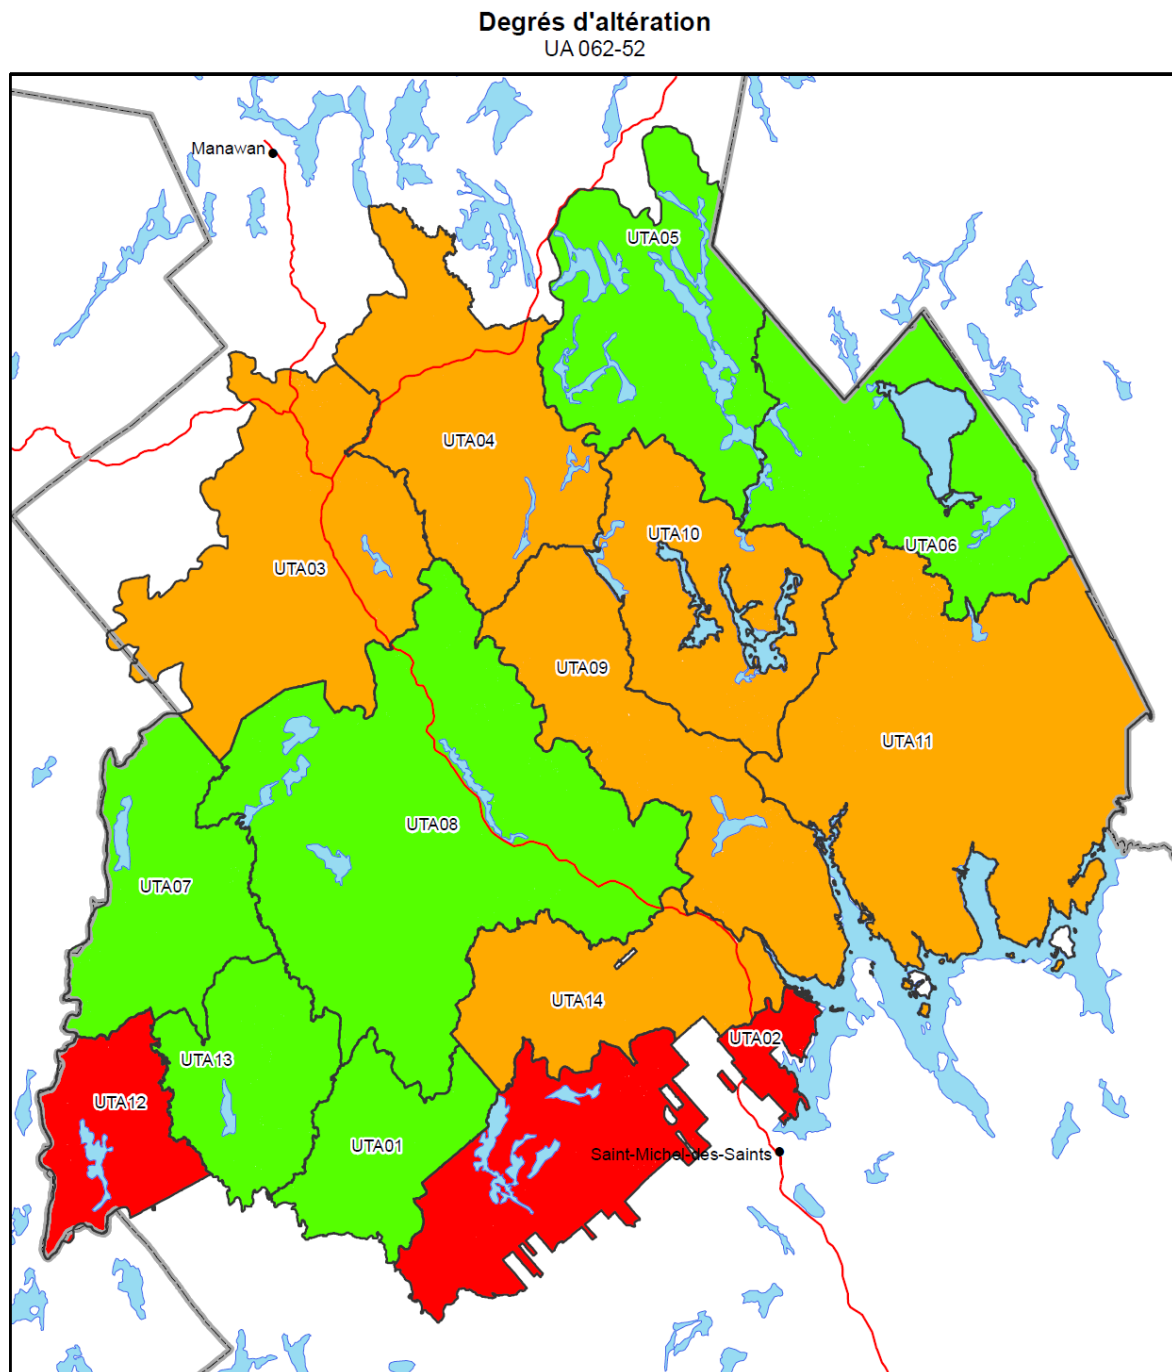 Degrés d'altération
UA 062-52
Manawan
UTA05
UTA04
UTA10
UTA06
UTA03
UTA09
UTA11
UTA08
UTA07
UTA14
UTA02
UTA13
UTA12
UTA01
Saint-Michel-des-Saints